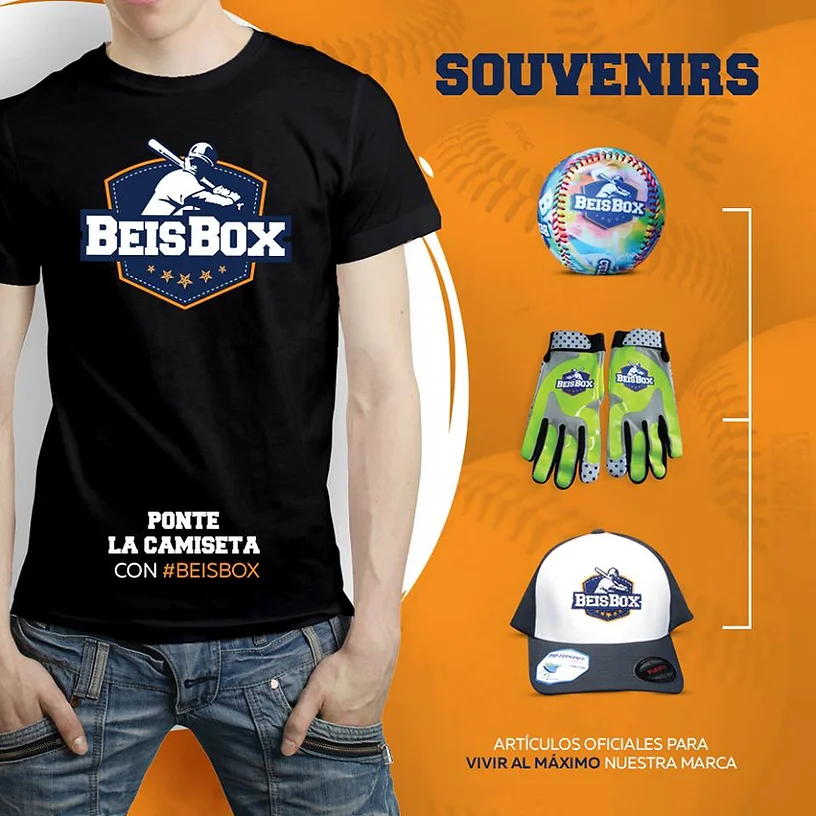 SOUVENIRS
BEISBOX
PONTE
LA CAMISETA
CON #BEISBOX
BEISBOX
BEISBOX
BEISBOX
BEISBOX
ARTÍCULOS OFICIALES PARA
VIVIR AL MÁXIMO NUESTRA MARCA